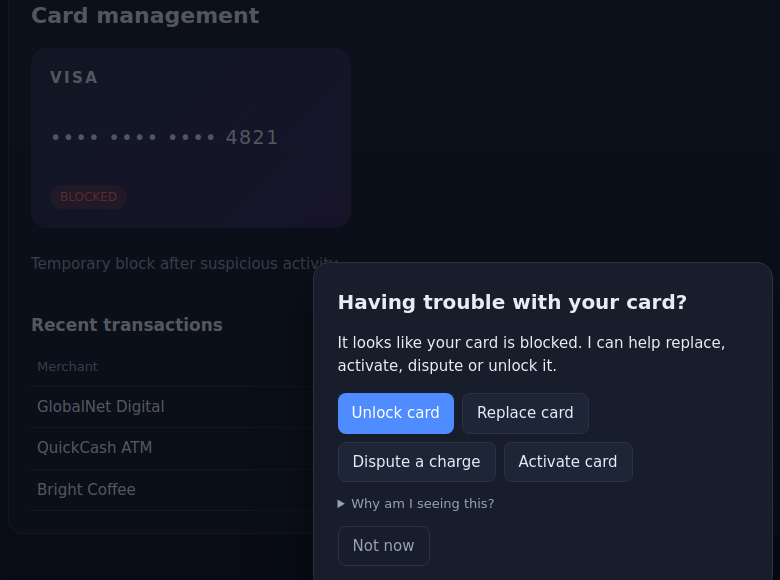 Card management
VISA
•••• •••• •••• 4821
BLOCKED
Temporary block after suspicious activity.
Recent transactions
Merchant
GlobalNet Digital
QuickCash ATM
Bright Coffee
Having trouble with your card?
It looks like your card is blocked. I can help replace,
activate, dispute or unlock it.
Unlock card Replace card
Dispute a charge Activate card
▶ Why am I seeing this?
Not now